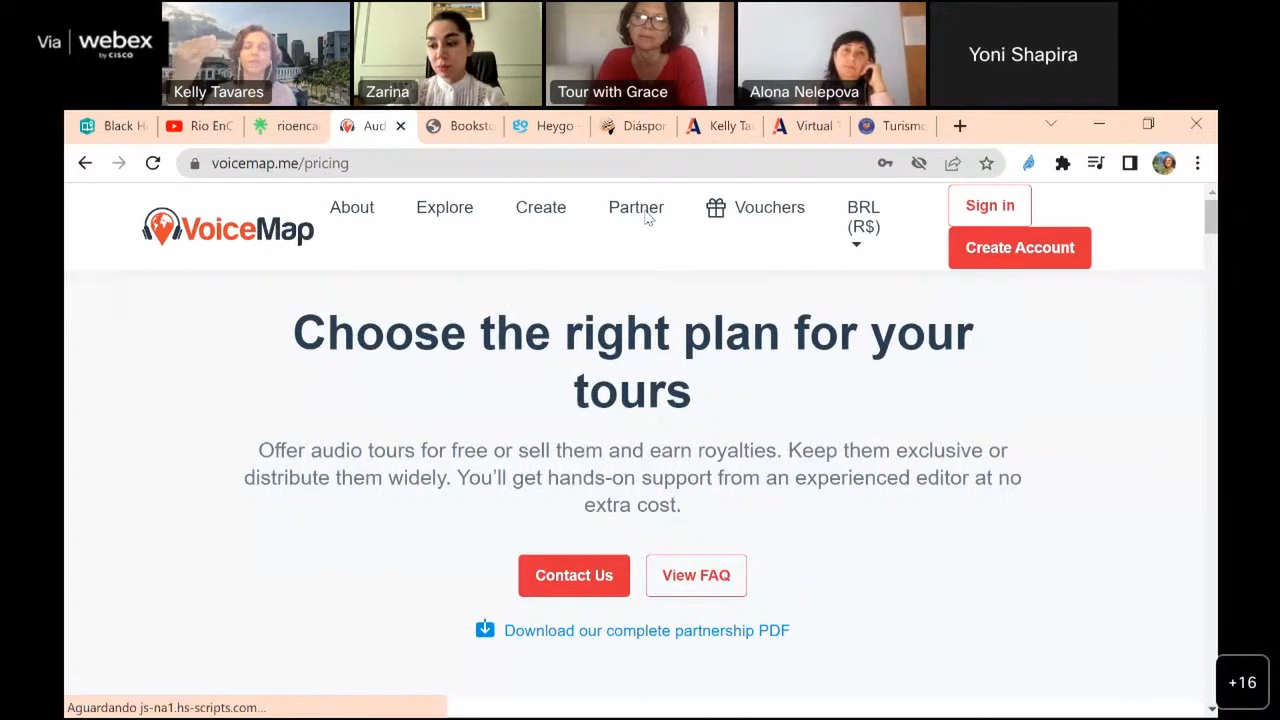 Via webex
by CISCO
Kelly Tavares
Zarina
Tour with Grace
Alona Nelepova
Yoni Shapira
Black H
Rio EnC
rioenca
Aud
Booksto
Heygo
Diáspor
Kelly Ta
Virtual T
Turismo
voicemap.me/pricing
VoiceMap
About
Explore
Create
Partner
Vouchers
BRL
(R$)
Sign in
Create Account
Choose the right plan for your
tours
Offer audio tours for free or sell them and earn royalties. Keep them exclusive or
distribute them widely. You'll get hands-on support from an experienced editor at no
extra cost.
Contact Us
View FAQ
Download our complete partnership PDF
Aguardando js-na1.hs-scripts.com...
+16